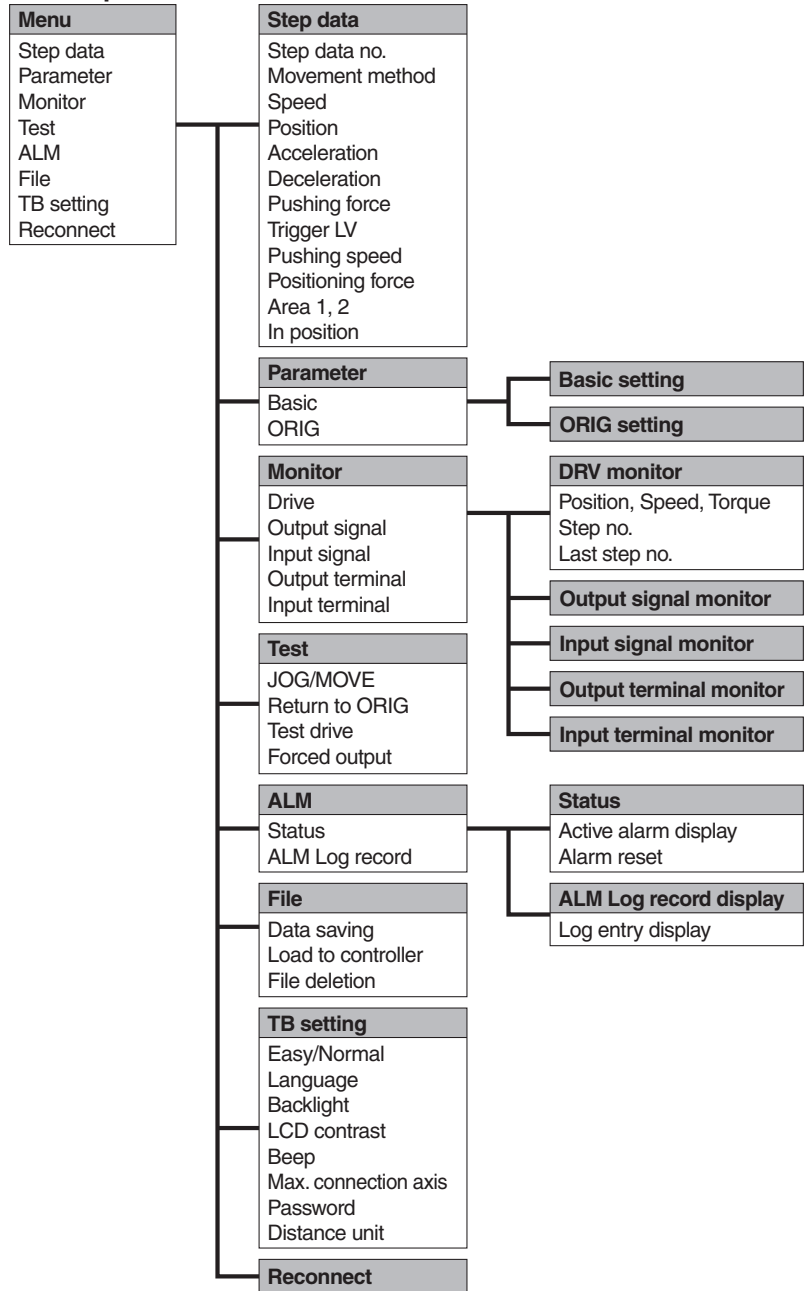 Menu
Step data
Parameter
Monitor
Test
ALM
File
TB setting
Reconnect
Step data
Step data no.
Movement method
Speed
Position
Acceleration
Deceleration
Pushing force
Trigger LV
Pushing speed
Positioning force
Area 1, 2
In position
Parameter
Basic
ORIG
Basic setting
ORIG setting
Monitor
Drive
Output signal
Input signal
Output terminal
Input terminal
DRV monitor
Position, Speed, Torque
Step no.
Last step no.
Output signal monitor
Input signal monitor
Output terminal monitor
Input terminal monitor
Test
JOG/MOVE
Return to ORIG
Test drive
Forced output
ALM
Status
ALM Log record
Status
Active alarm display
Alarm reset
ALM Log record display
Log entry display
File
Data saving
Load to controller
File deletion
TB setting
Easy/Normal
Language
Backlight
LCD contrast
Beep
Max. connection axis
Password
Distance unit
Reconnect